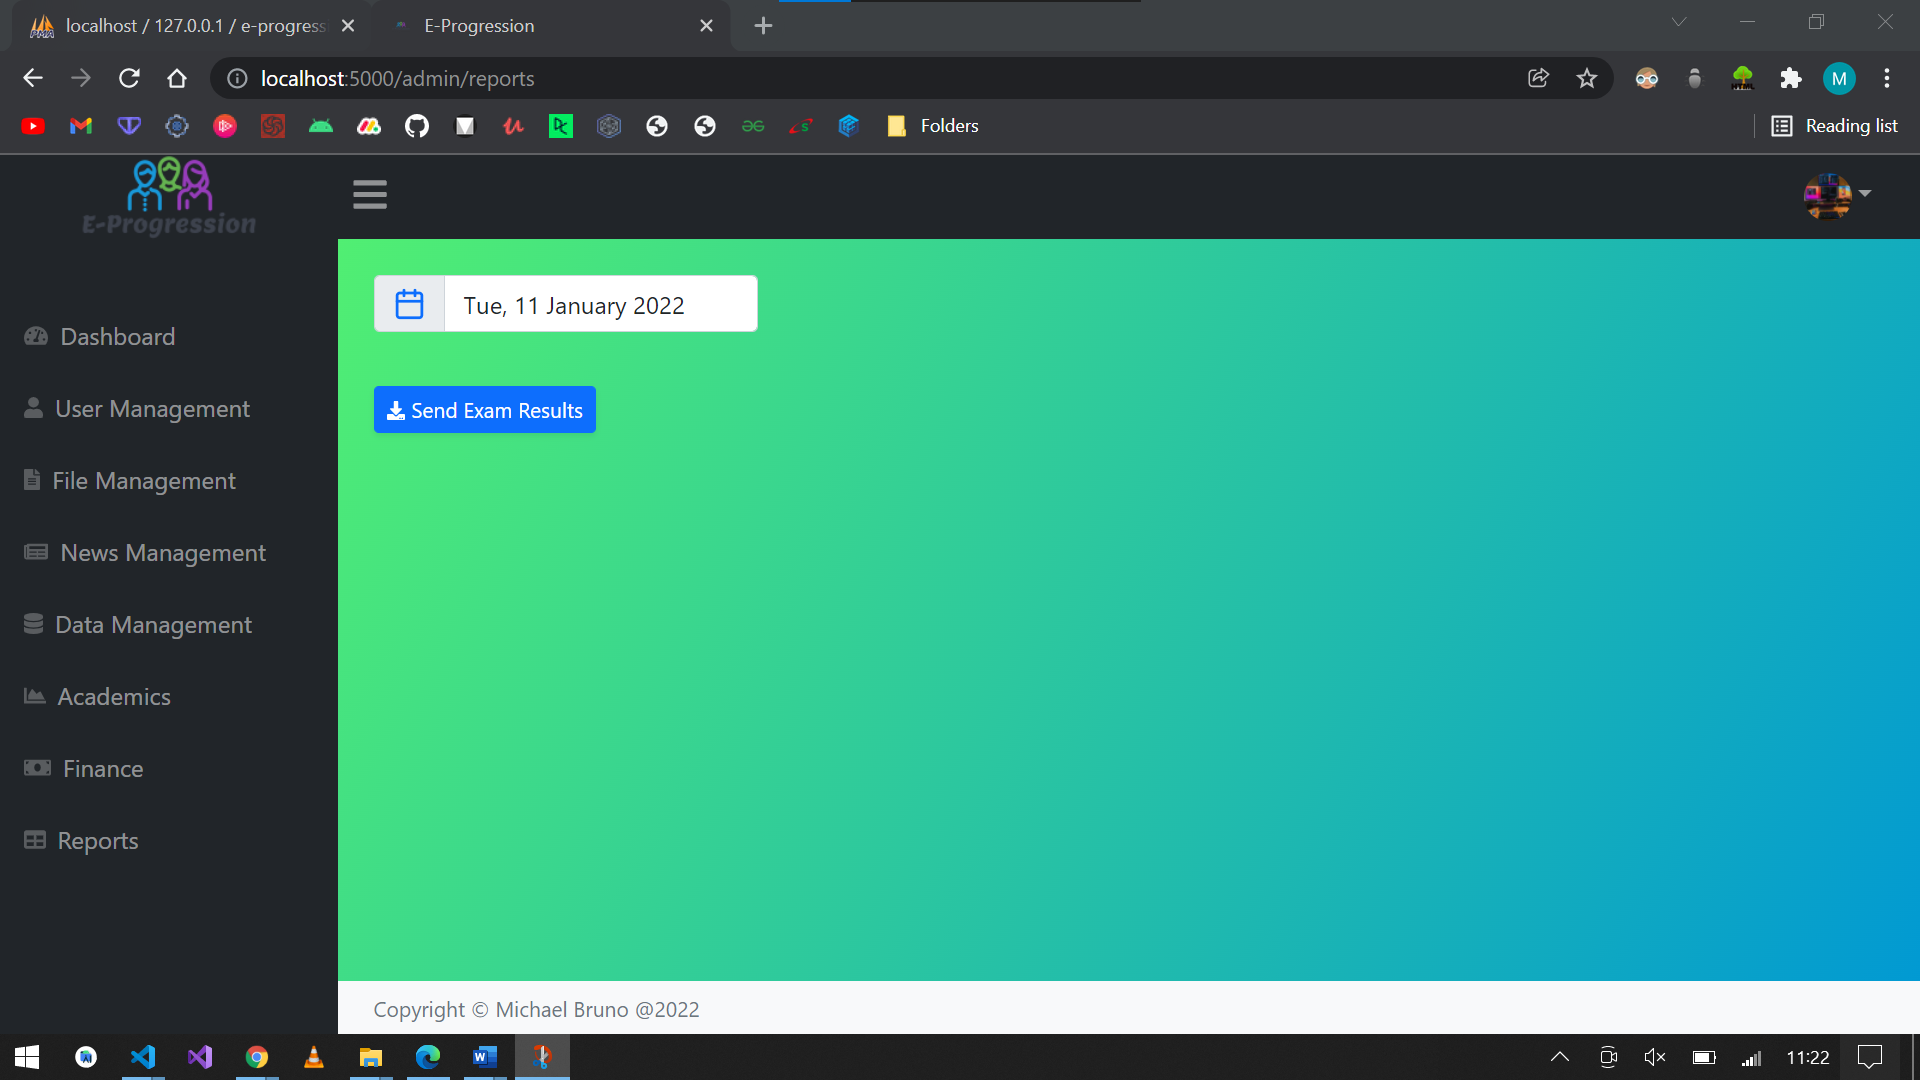 localhost / 127.0.0.1 / e-progress
E-Progression
localhost:5000/admin/reports
Folders
Reading list
M
E-Progression
Tue, 11 January 2022
Send Exam Results
Dashboard
User Management
File Management
News Management
Data Management
Academics
Finance
Reports
Copyright © Michael Bruno @2022
11:22